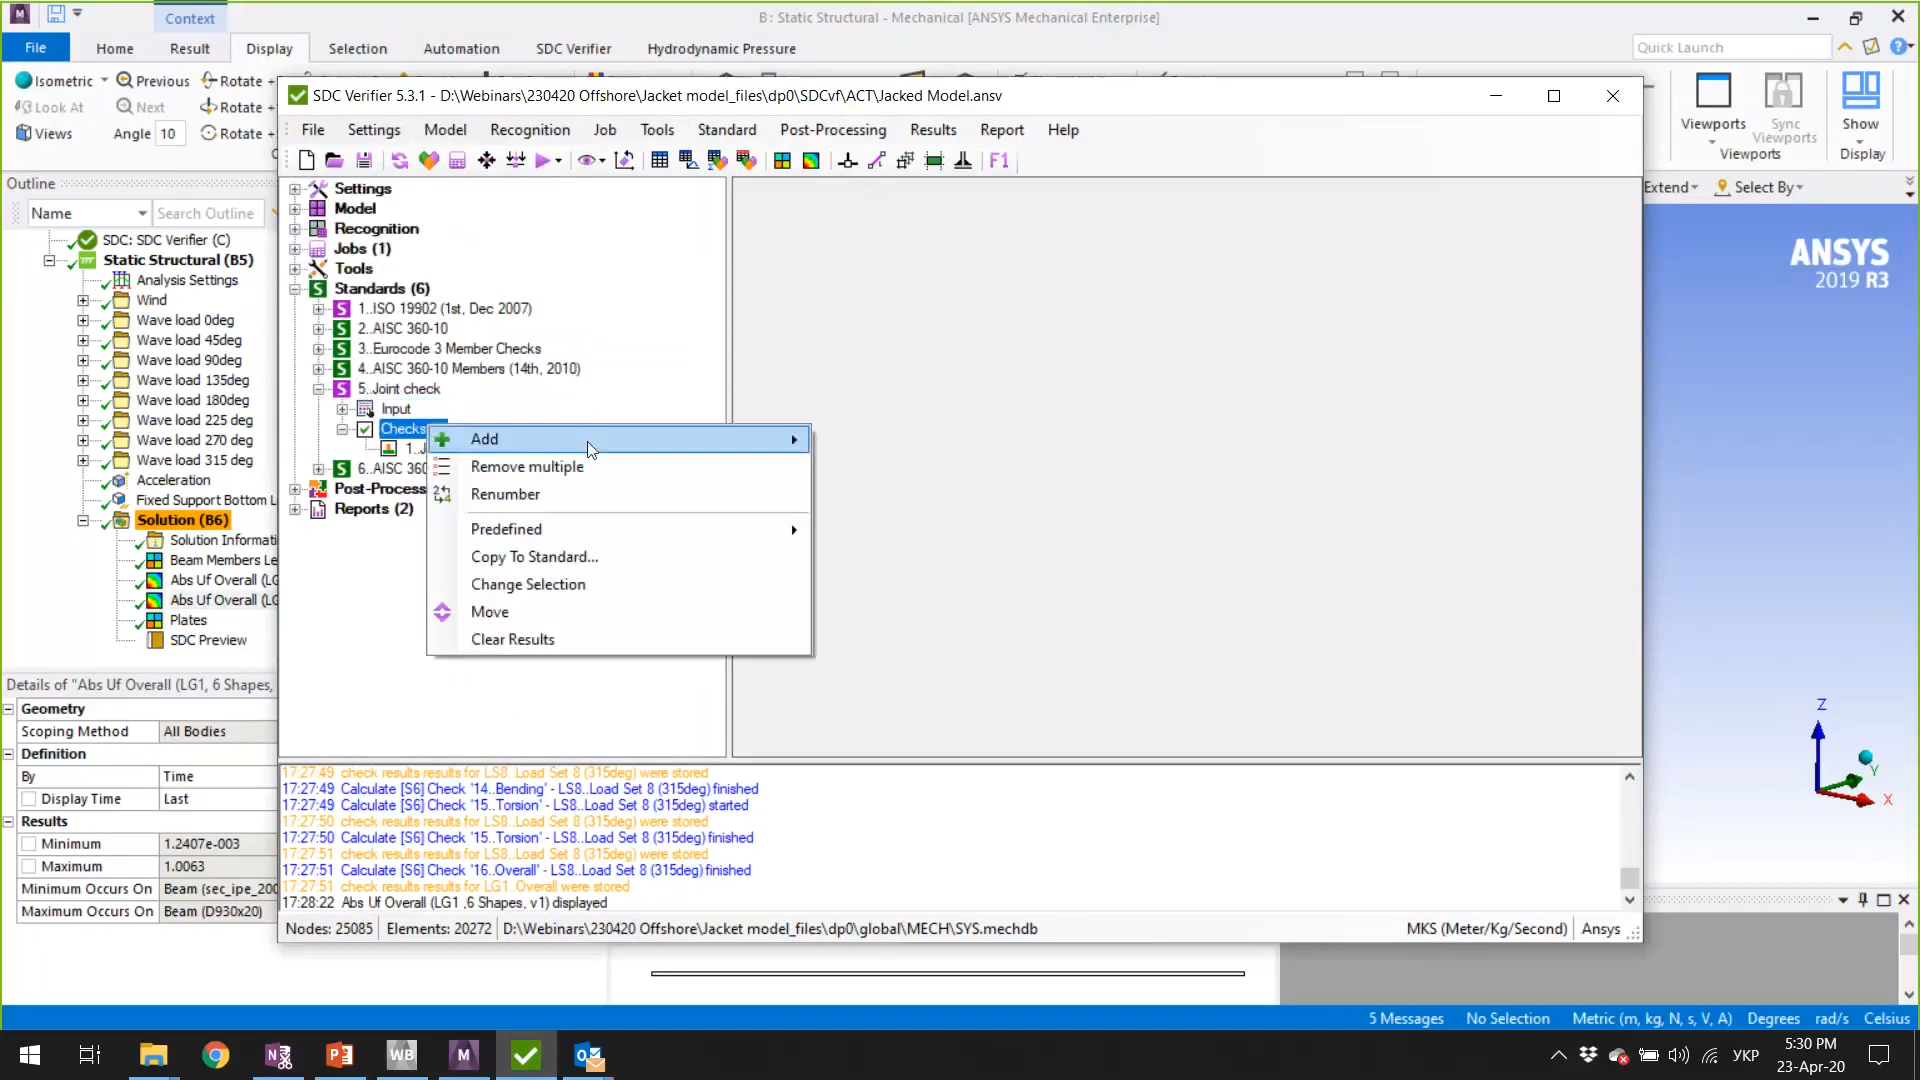 Context
B : Static Structural - Mechanical [ANSYS Mechanical Enterprise]
File
Home
Result
Display
Selection
Automation
SDC Verifier
Hydrodynamic Pressure
Quick Launch
Isometric
Previous
Rotate +
Look At
Next
Rotate +
Views
Angle 10
Rotate +
Viewports
Sync
Viewports
Show
Viewports
Display
Extend
Select By
Outline
Name
Search Outline
SDC: SDC Verifier (C)
Static Structural (B5)
Analysis Settings
Wind
Wave load 0deg
Wave load 45deg
Wave load 90deg
Wave load 135deg
Wave load 180deg
Wave load 225 deg
Wave load 270 deg
Wave load 315 deg
Acceleration
Fixed Support Bottom L
Solution (B6)
Solution Informati
Beam Members Le
Abs Uf Overall (LG
Abs Uf Overall (LG
Plates
SDC Preview
Details of "Abs Uf Overall (LG1, 6 Shapes,
Geometry
Scoping Method All Bodies
Definition
By Time
Display Time Last
Results
Minimum 1.2407e-003
Maximum 1.0063
Minimum Occurs On Beam (sec_ipe_200
Maximum Occurs On Beam (D930x20)
SDC Verifier 5.3.1 - D:\Webinars\230420 Offshore\Jacket model_files\dp0\SDCvf\ACT\Jacked Model.ansv
File Settings Model Recognition Job Tools Standard Post-Processing Results Report Help
F1
Settings
Model
Recognition
Jobs (1)
Tools
Standards (6)
1..ISO 19902 (1st, Dec 2007)
2..AISC 360-10
3..Eurocode 3 Member Checks
4..AISC 360-10 Members (14th, 2010)
5..Joint check
Input
Checks
1..J
6..AISC 360
Post-Process
Reports (2)
Add
Remove multiple
Renumber
Predefined
Copy To Standard...
Change Selection
Move
Clear Results
17:27:49 check results results for LS8..Load Set 8 (315deg) were stored
17:27:49 Calculate [S6] Check '14..Bending' - LS8..Load Set 8 (315deg) finished
17:27:49 Calculate [S6] Check '15..Torsion' - LS8..Load Set 8 (315deg) started
17:27:50 check results results for LS8..Load Set 8 (315deg) were stored
17:27:50 Calculate [S6] Check '15..Torsion' - LS8..Load Set 8 (315deg) finished
17:27:51 check results results for LS8..Load Set 8 (315deg) were stored
17:27:51 Calculate [S6] Check '16..Overall' - LS8..Load Set 8 (315deg) finished
17:27:51 check results results for LG1..Overall were stored
17:28:22 Abs Uf Overall (LG1 ,6 Shapes, v1) displayed
Nodes: 25085 Elements: 20272 D:\Webinars\230420 Offshore\Jacket model_files\dp0\global\MECH\SYS.mechdb MKS (Meter/Kg/Second) Ansys
ANSYS
2019 R3
Z
Y
X
5 Messages No Selection Metric (m, kg, N, s, V, A) Degrees rad/s Celsius
WB
M
УКР
5:30 PM
23-Apr-20